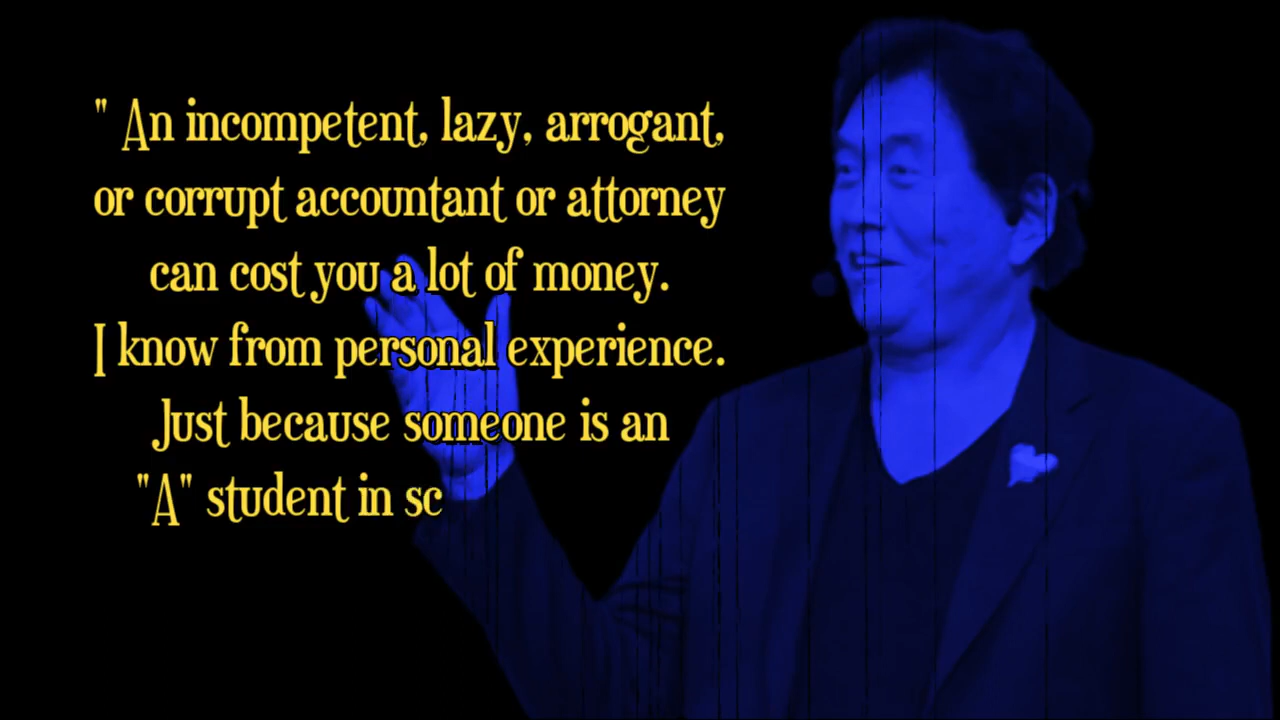 " An incompetent, lazy, arrogant,
or corrupt accountant or attorney
can cost you a lot of money.
I know from personal experience.
Just because someone is an
"A" student in sc